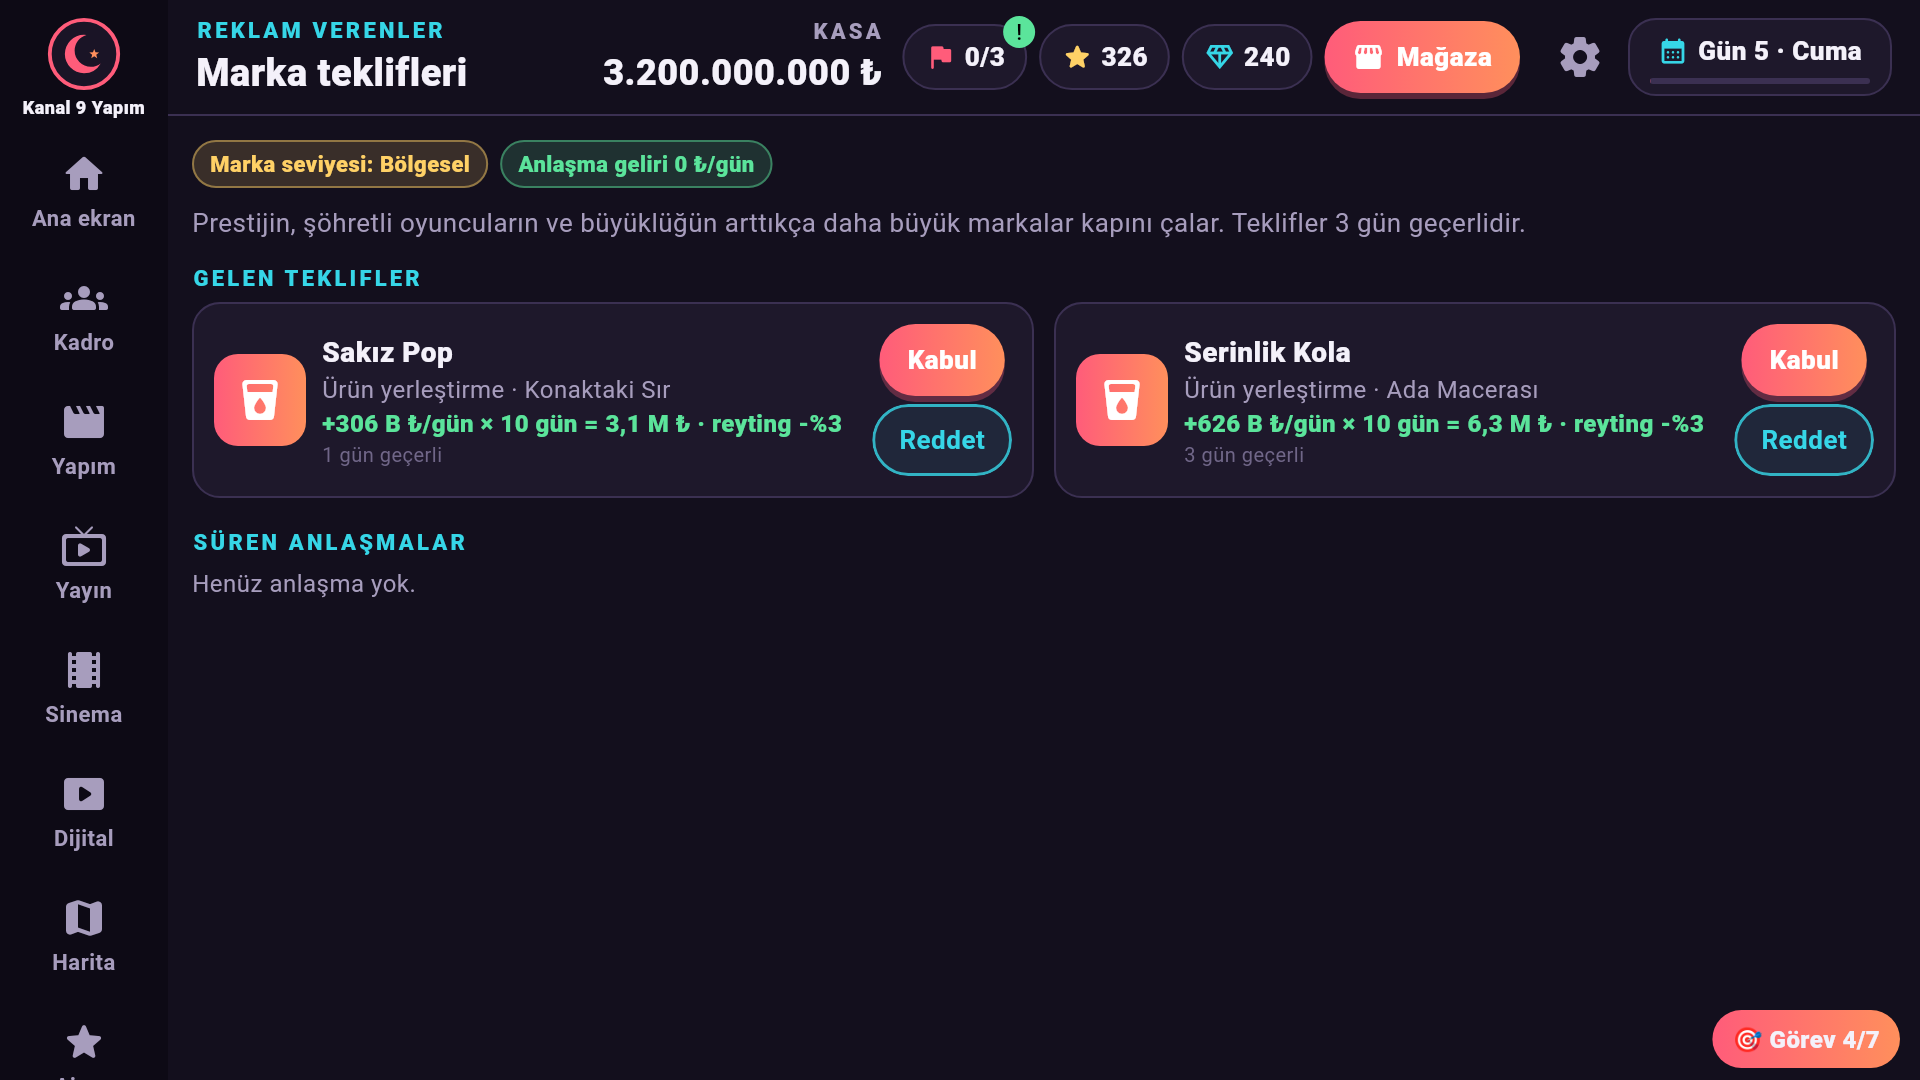 Kanal 9 Yapım
Ana ekran
Kadro
Yapım
Yayın
Sinema
Dijital
Harita
REKLAM VERENLER
Marka teklifleri
KASA
3.200.000.000 ₺
0/3
!
326
240
Mağaza
Gün 5 · Cuma
Marka seviyesi: Bölgesel
Anlaşma geliri 0 ₺/gün
Prestijin, şöhretli oyuncuların ve büyüklüğün arttıkça daha büyük markalar kapını çalar. Teklifler 3 gün geçerlidir.
GELEN TEKLIFLER
Sakız Pop
Ürün yerleştirme · Konaktaki Sır
+306 B ₺/gün × 10 gün = 3,1 M ₺ · reyting -%3
1 gün geçerli
Kabul
Reddet
Serinlik Kola
Ürün yerleştirme · Ada Macerası
+626 B ₺/gün × 10 gün = 6,3 M ₺ · reyting -%3
3 gün geçerli
Kabul
Reddet
SÜREN ANLAŞMALAR
Henüz anlaşma yok.
Görev 4/7